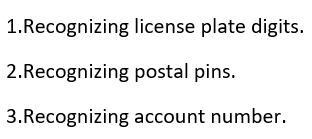 1.Recognizing license plate digits.
2.Recognizing postal pins.
3.Recognizing account number.